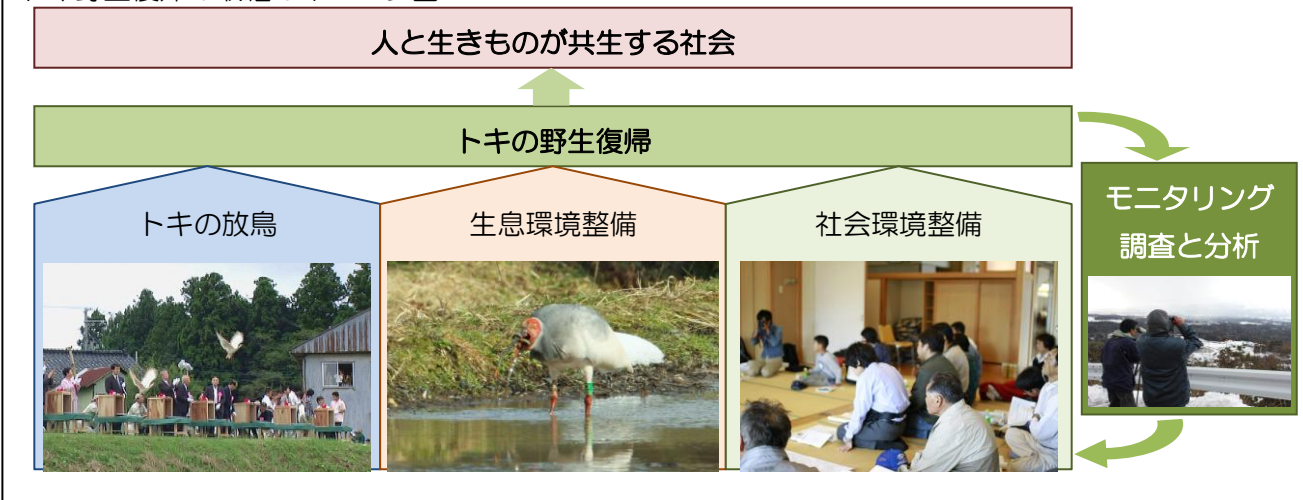 人と生きものが共生する社会
トキの野生復帰
トキの放鳥
生息環境整備
社会環境整備
モニタリング
調査と分析